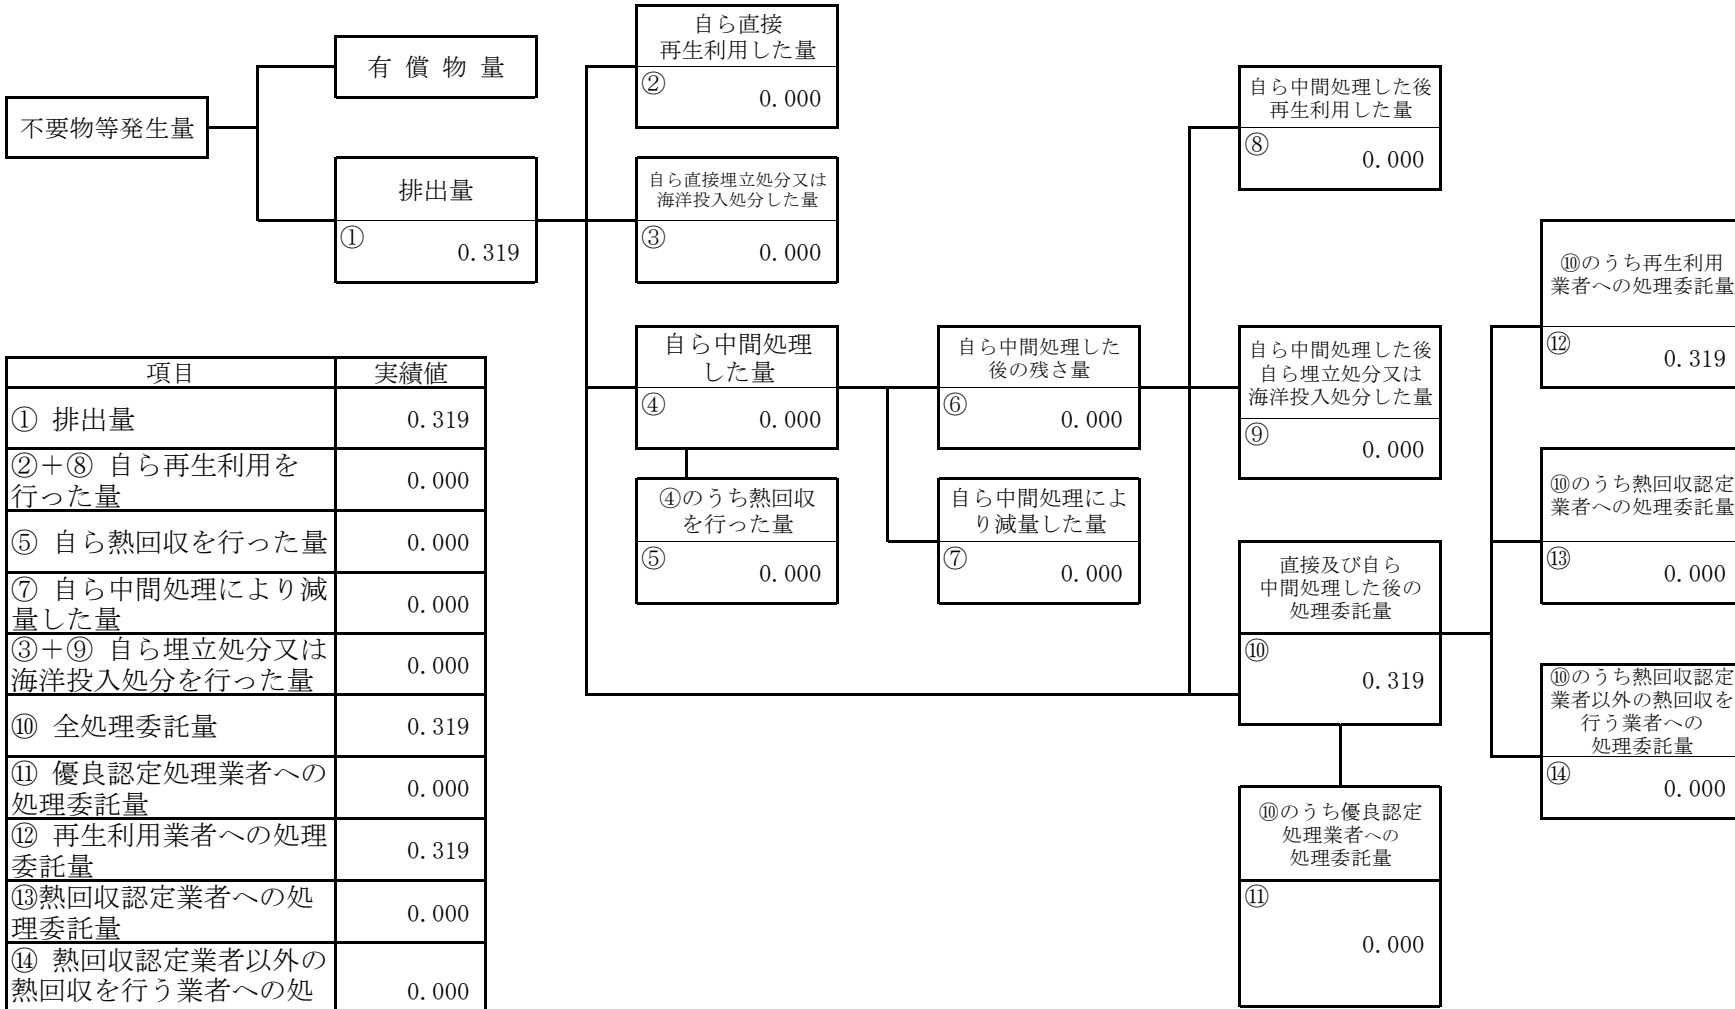 不要物等発生量
有 償 物 量
排出量
①
0.319
自ら直接
再生利用した量
②
0.000
自ら直接埋立処分又は
海洋投入処分した量
③
0.000
自ら中間処理
した量
④
0.000
④のうち熱回収
を行った量
⑤
0.000
自ら中間処理した
後の残さ量
⑥
0.000
自ら中間処理によ
り減量した量
⑦
0.000
自ら中間処理した後
再生利用した量
⑧
0.000
自ら中間処理した後
自ら埋立処分又は
海洋投入処分した量
⑨
0.000
直接及び自ら
中間処理した後の
処理委託量
⑩
0.319
⑩のうち優良認定
処理業者への
処理委託量
⑪
0.000
⑩のうち再生利用
業者への処理委託量
⑫
0.319
⑩のうち熱回収認定
業者への処理委託量
⑬
0.000
⑩のうち熱回収認定
業者以外の熱回収を
行う業者への
処理委託量
⑭
0.000
項目 実績値
① 排出量 0.319
②＋⑧ 自ら再生利用を
行った量 0.000
⑤ 自ら熱回収を行った量 0.000
⑦ 自ら中間処理により減
量した量 0.000
③＋⑨ 自ら埋立処分又は
海洋投入処分を行った量 0.000
⑩ 全処理委託量 0.319
⑪ 優良認定処理業者への
処理委託量 0.000
⑫ 再生利用業者への処理
委託量 0.319
⑬熱回収認定業者への処
理委託量 0.000
⑭ 熱回収認定業者以外の
熱回収を行う業者への処 0.000